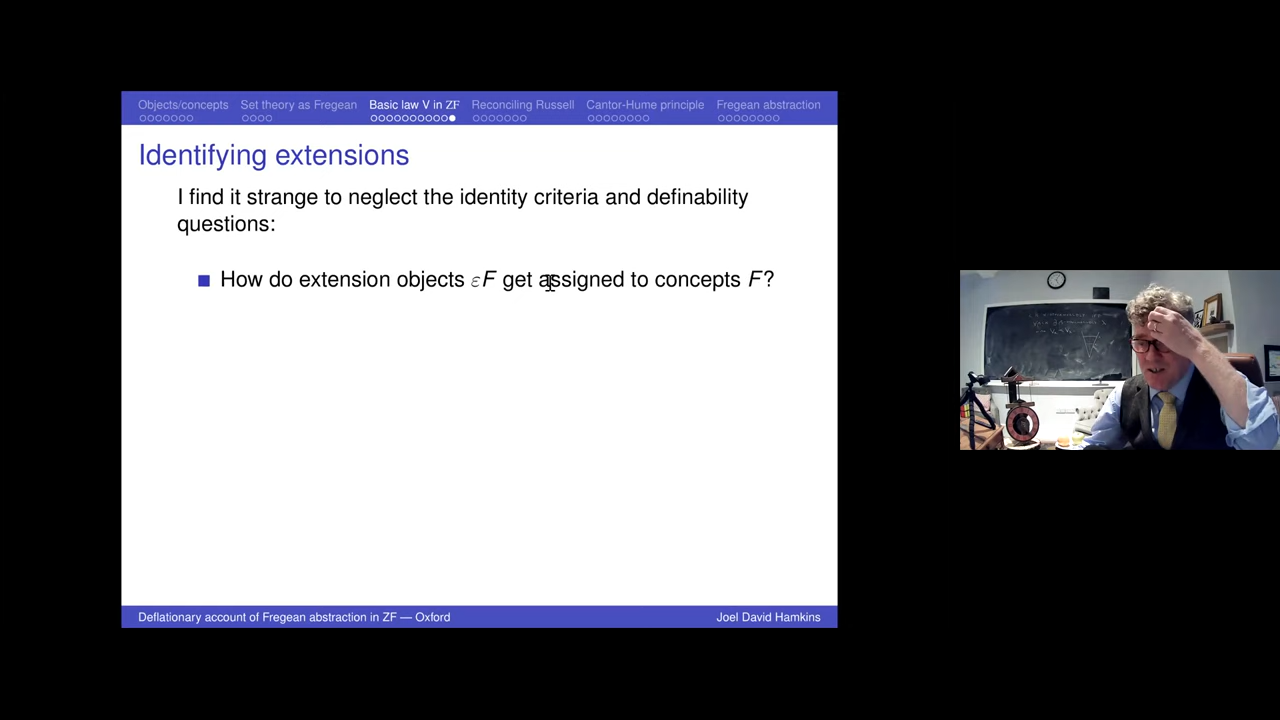 Objects/concepts Set theory as Fregean Basic law V in ZF Reconciling Russell Cantor-Hume principle Fregean abstraction
Identifying extensions
I find it strange to neglect the identity criteria and definability
questions:
How do extension objects εF get assigned to concepts F?
Deflationary account of Fregean abstraction in ZF — Oxford Joel David Hamkins